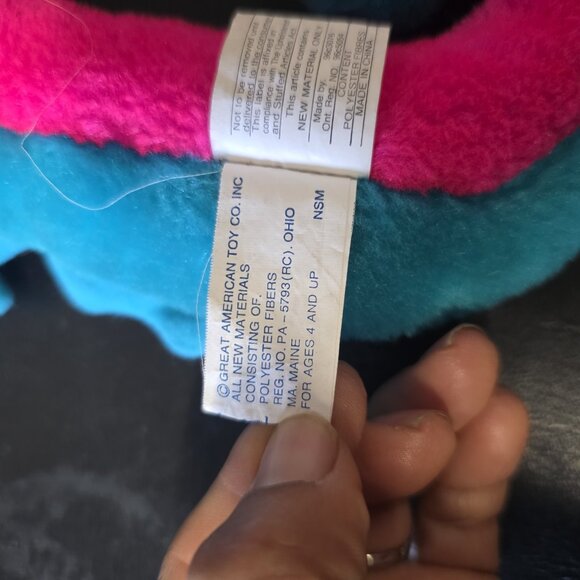 Not to be removed until
delivered to the consumer
This label is affixed in
compliance with The Upholstered
and Stuffed Articles Act
This article contains
NEW MATERIAL ONLY
Made by
Ont. Reg. NO.
CONTENT
POLYESTER FIBRES
MADE IN CHINA
© GREAT AMERICAN TOY CO. INC
ALL NEW MATERIALS
CONSISTING OF.
POLYESTER FIBERS
REG. NO. PA-5793(RC). OHIO
MA. MAINE
FOR AGES 4 AND UP
NSM